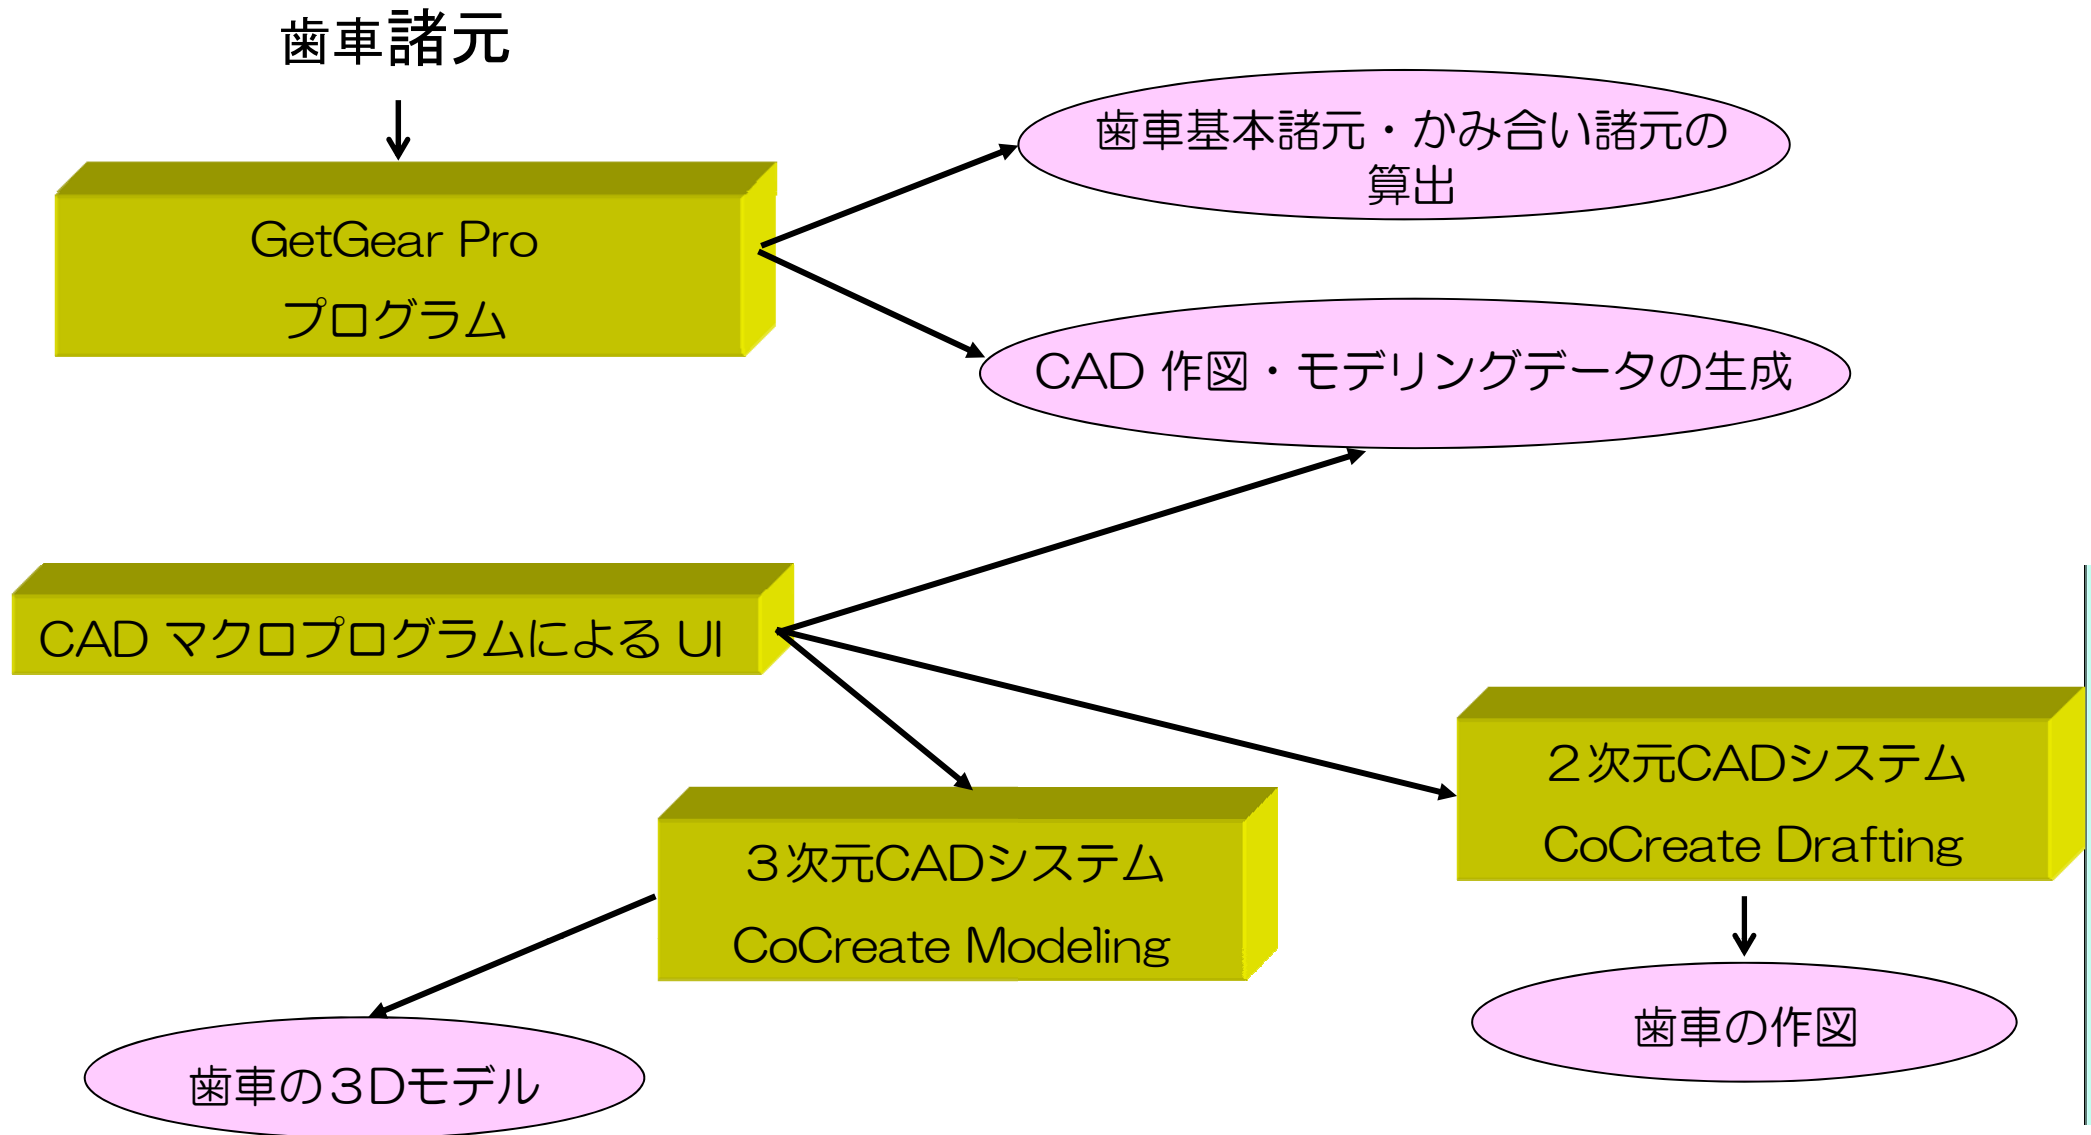 歯車諸元
GetGear Pro
プログラム
歯車基本諸元・かみ合い諸元の
算出
CAD 作図・モデリングデータの生成
CAD マクロプログラムによる UI
２次元CADシステム
CoCreate Drafting
３次元CADシステム
CoCreate Modeling
歯車の作図
歯車の３Dモデル